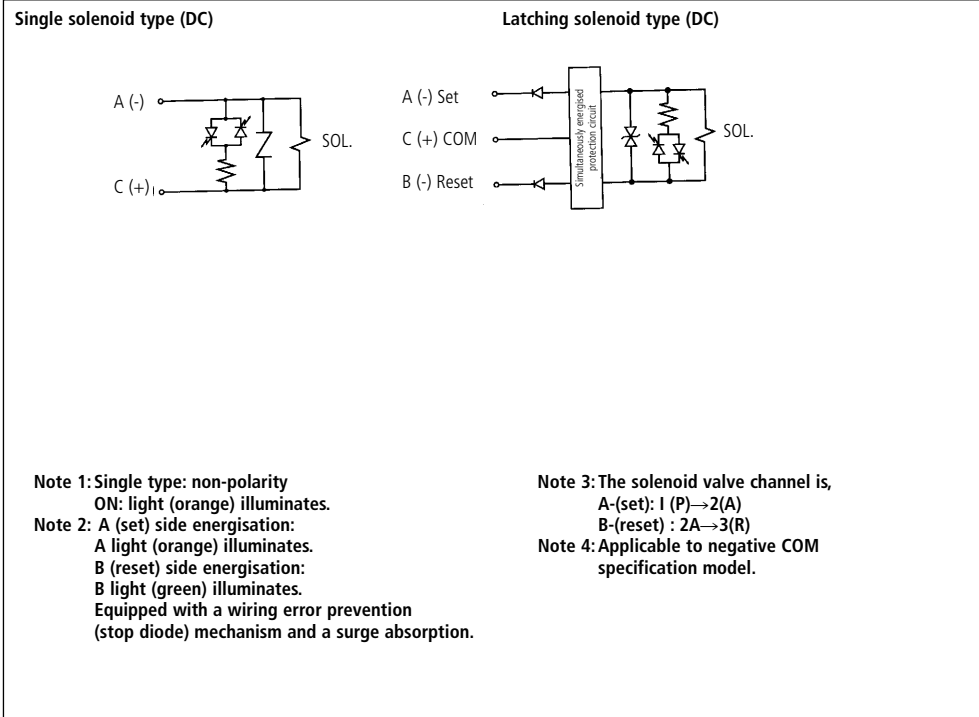 Single solenoid type (DC)
Latching solenoid type (DC)
A (-)
SOL.
C (+)
A (-) Set
C (+) COM
B (-) Reset
Simultaneously energised
protection circuit
SOL.
Note 1: Single type: non-polarity
ON: light (orange) illuminates.
Note 2: A (set) side energisation:
A light (orange) illuminates.
B (reset) side energisation:
B light (green) illuminates.
Equipped with a wiring error prevention
(stop diode) mechanism and a surge absorption.
Note 3: The solenoid valve channel is,
A-(set): I (P)→2(A)
B-(reset) : 2A→3(R)
Note 4: Applicable to negative COM
specification model.